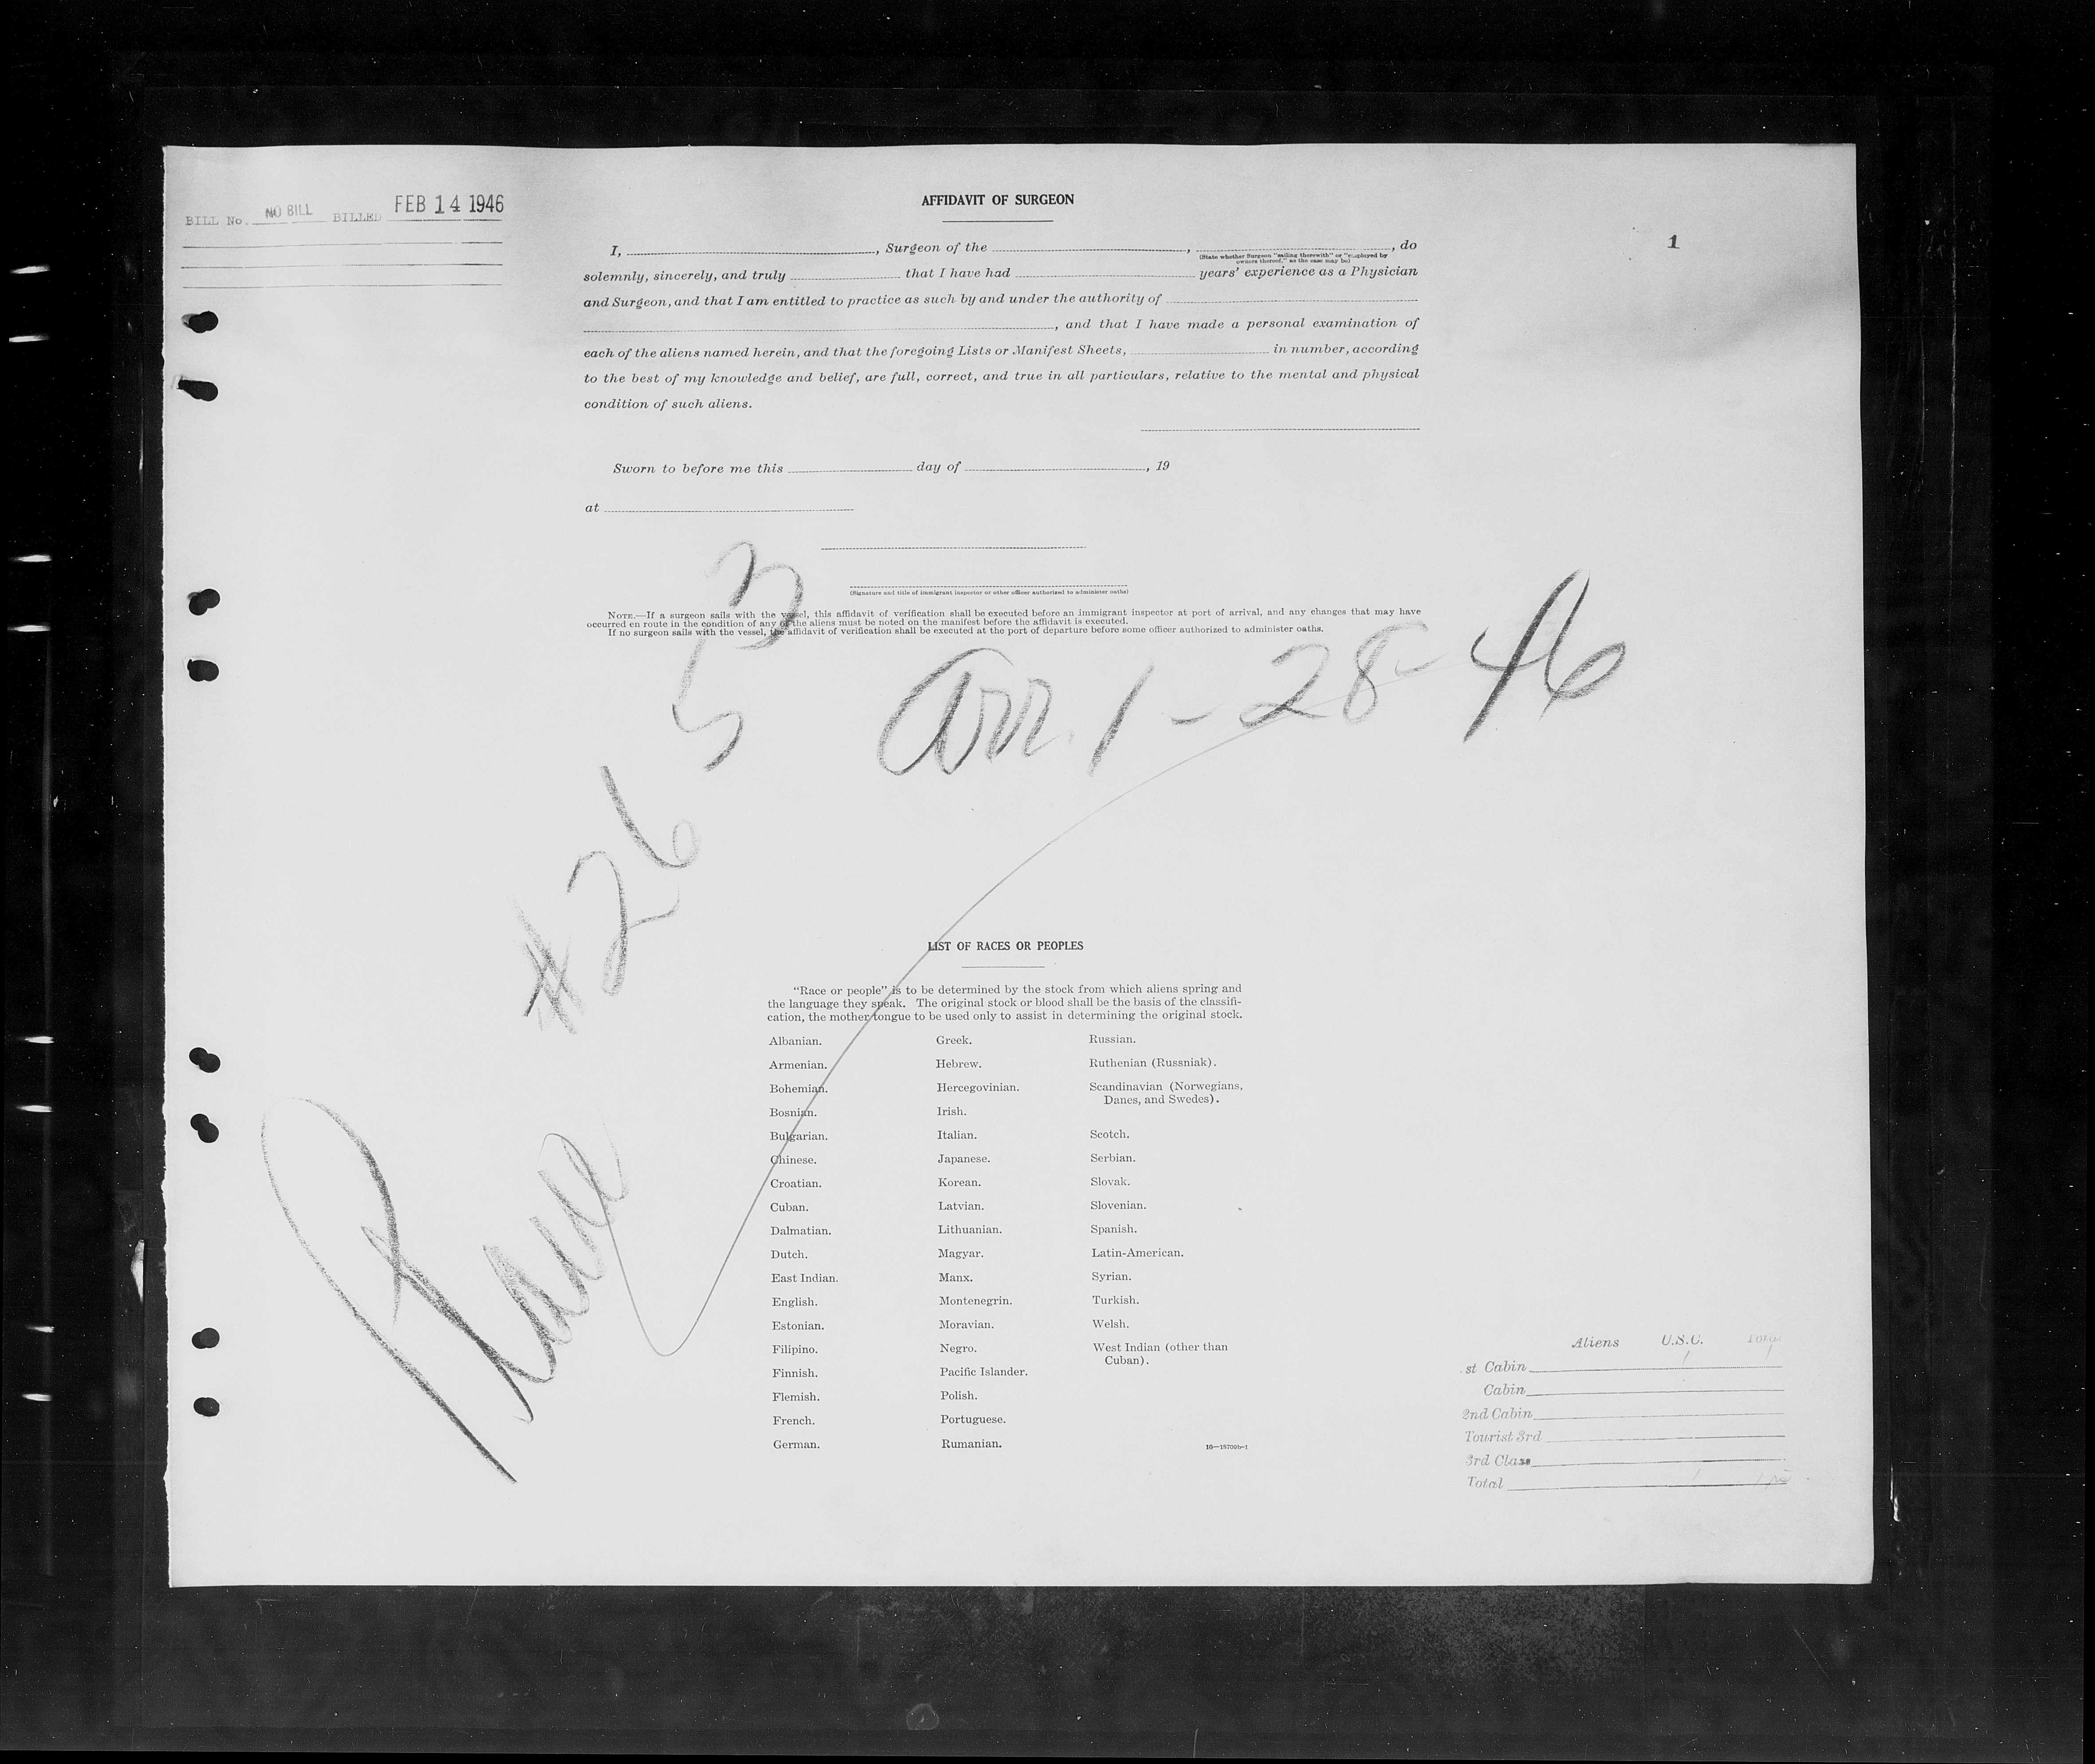 BILL No. NO BILL BILLED FEB 14 1946
1
AFFIDAVIT OF SURGEON
I, , Surgeon of the , , do
(State whether Surgeon "sailing therewith" or "employed by
owners thereof," as the case may be)
solemnly, sincerely, and truly that I have had years' experience as a Physician
and Surgeon, and that I am entitled to practice as such by and under the authority of
, and that I have made a personal examination of
each of the aliens named herein, and that the foregoing Lists or Manifest Sheets, in number, according
to the best of my knowledge and belief, are full, correct, and true in all particulars, relative to the mental and physical
condition of such aliens.
Sworn to before me this day of , 19
at
(Signature and title of immigrant inspector or other officer authorized to administer oaths)
NOTE.—If a surgeon sails with the vessel, this affidavit of verification shall be executed before an immigrant inspector at port of arrival, and any changes that may have
occurred en route in the condition of any of the aliens must be noted on the manifest before the affidavit is executed.
If no surgeon sails with the vessel, the affidavit of verification shall be executed at the port of departure before some officer authorized to administer oaths.
Plane #2653
Arr. 1-28-46
LIST OF RACES OR PEOPLES
"Race or people" is to be determined by the stock from which aliens spring and
the language they speak. The original stock or blood shall be the basis of the classifi-
cation, the mother tongue to be used only to assist in determining the original stock.
Albanian.
Armenian.
Bohemian.
Bosnian.
Bulgarian.
Chinese.
Croatian.
Cuban.
Dalmatian.
Dutch.
East Indian.
English.
Estonian.
Filipino.
Finnish.
Flemish.
French.
German.
Greek.
Hebrew.
Hercegovinian.
Irish.
Italian.
Japanese.
Korean.
Latvian.
Lithuanian.
Magyar.
Manx.
Montenegrin.
Moravian.
Negro.
Pacific Islander.
Polish.
Portuguese.
Rumanian.
Russian.
Ruthenian (Russniak).
Scandinavian (Norwegians,
Danes, and Swedes).
Scotch.
Serbian.
Slovak.
Slovenian.
Spanish.
Latin-American.
Syrian.
Turkish.
Welsh.
West Indian (other than
Cuban).
16—18709b-1
Aliens U.S.C. Total
st Cabin 1 1
Cabin
2nd Cabin
Tourist 3rd
3rd Class
Total 1 1